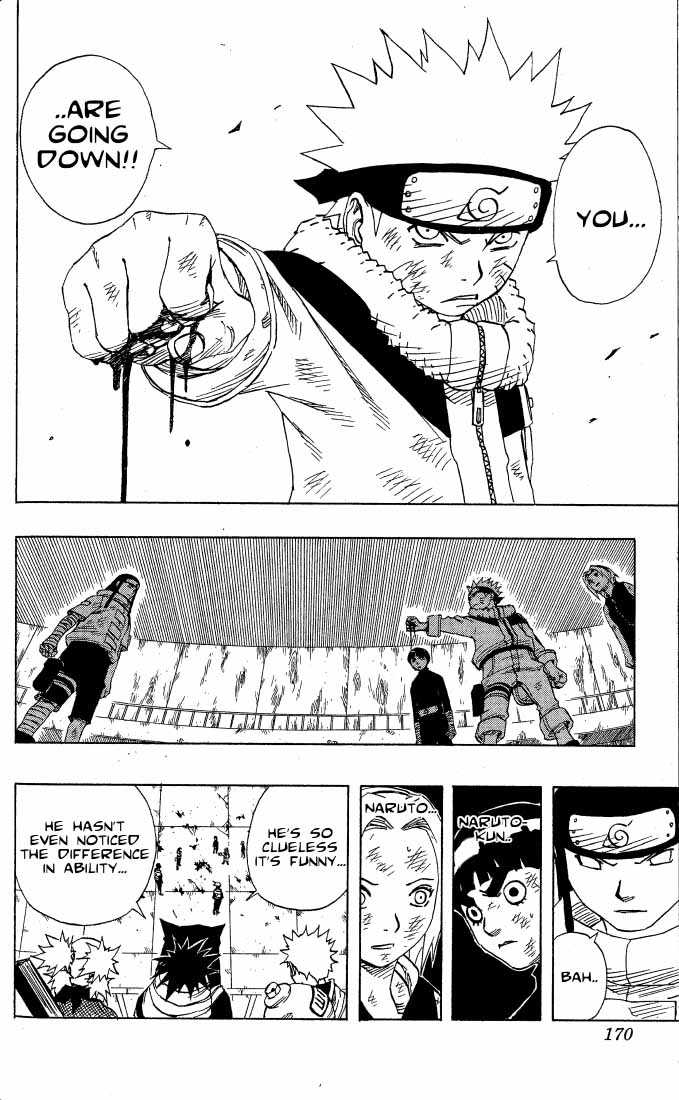 YOU...
..ARE
GOING
DOWN!!
BAH..
NARUTO-
KUN..
NARUTO...
HE'S SO
CLUELESS
IT'S FUNNY...
HE HASN'T
EVEN NOTICED
THE DIFFERENCE
IN ABILITY...
170